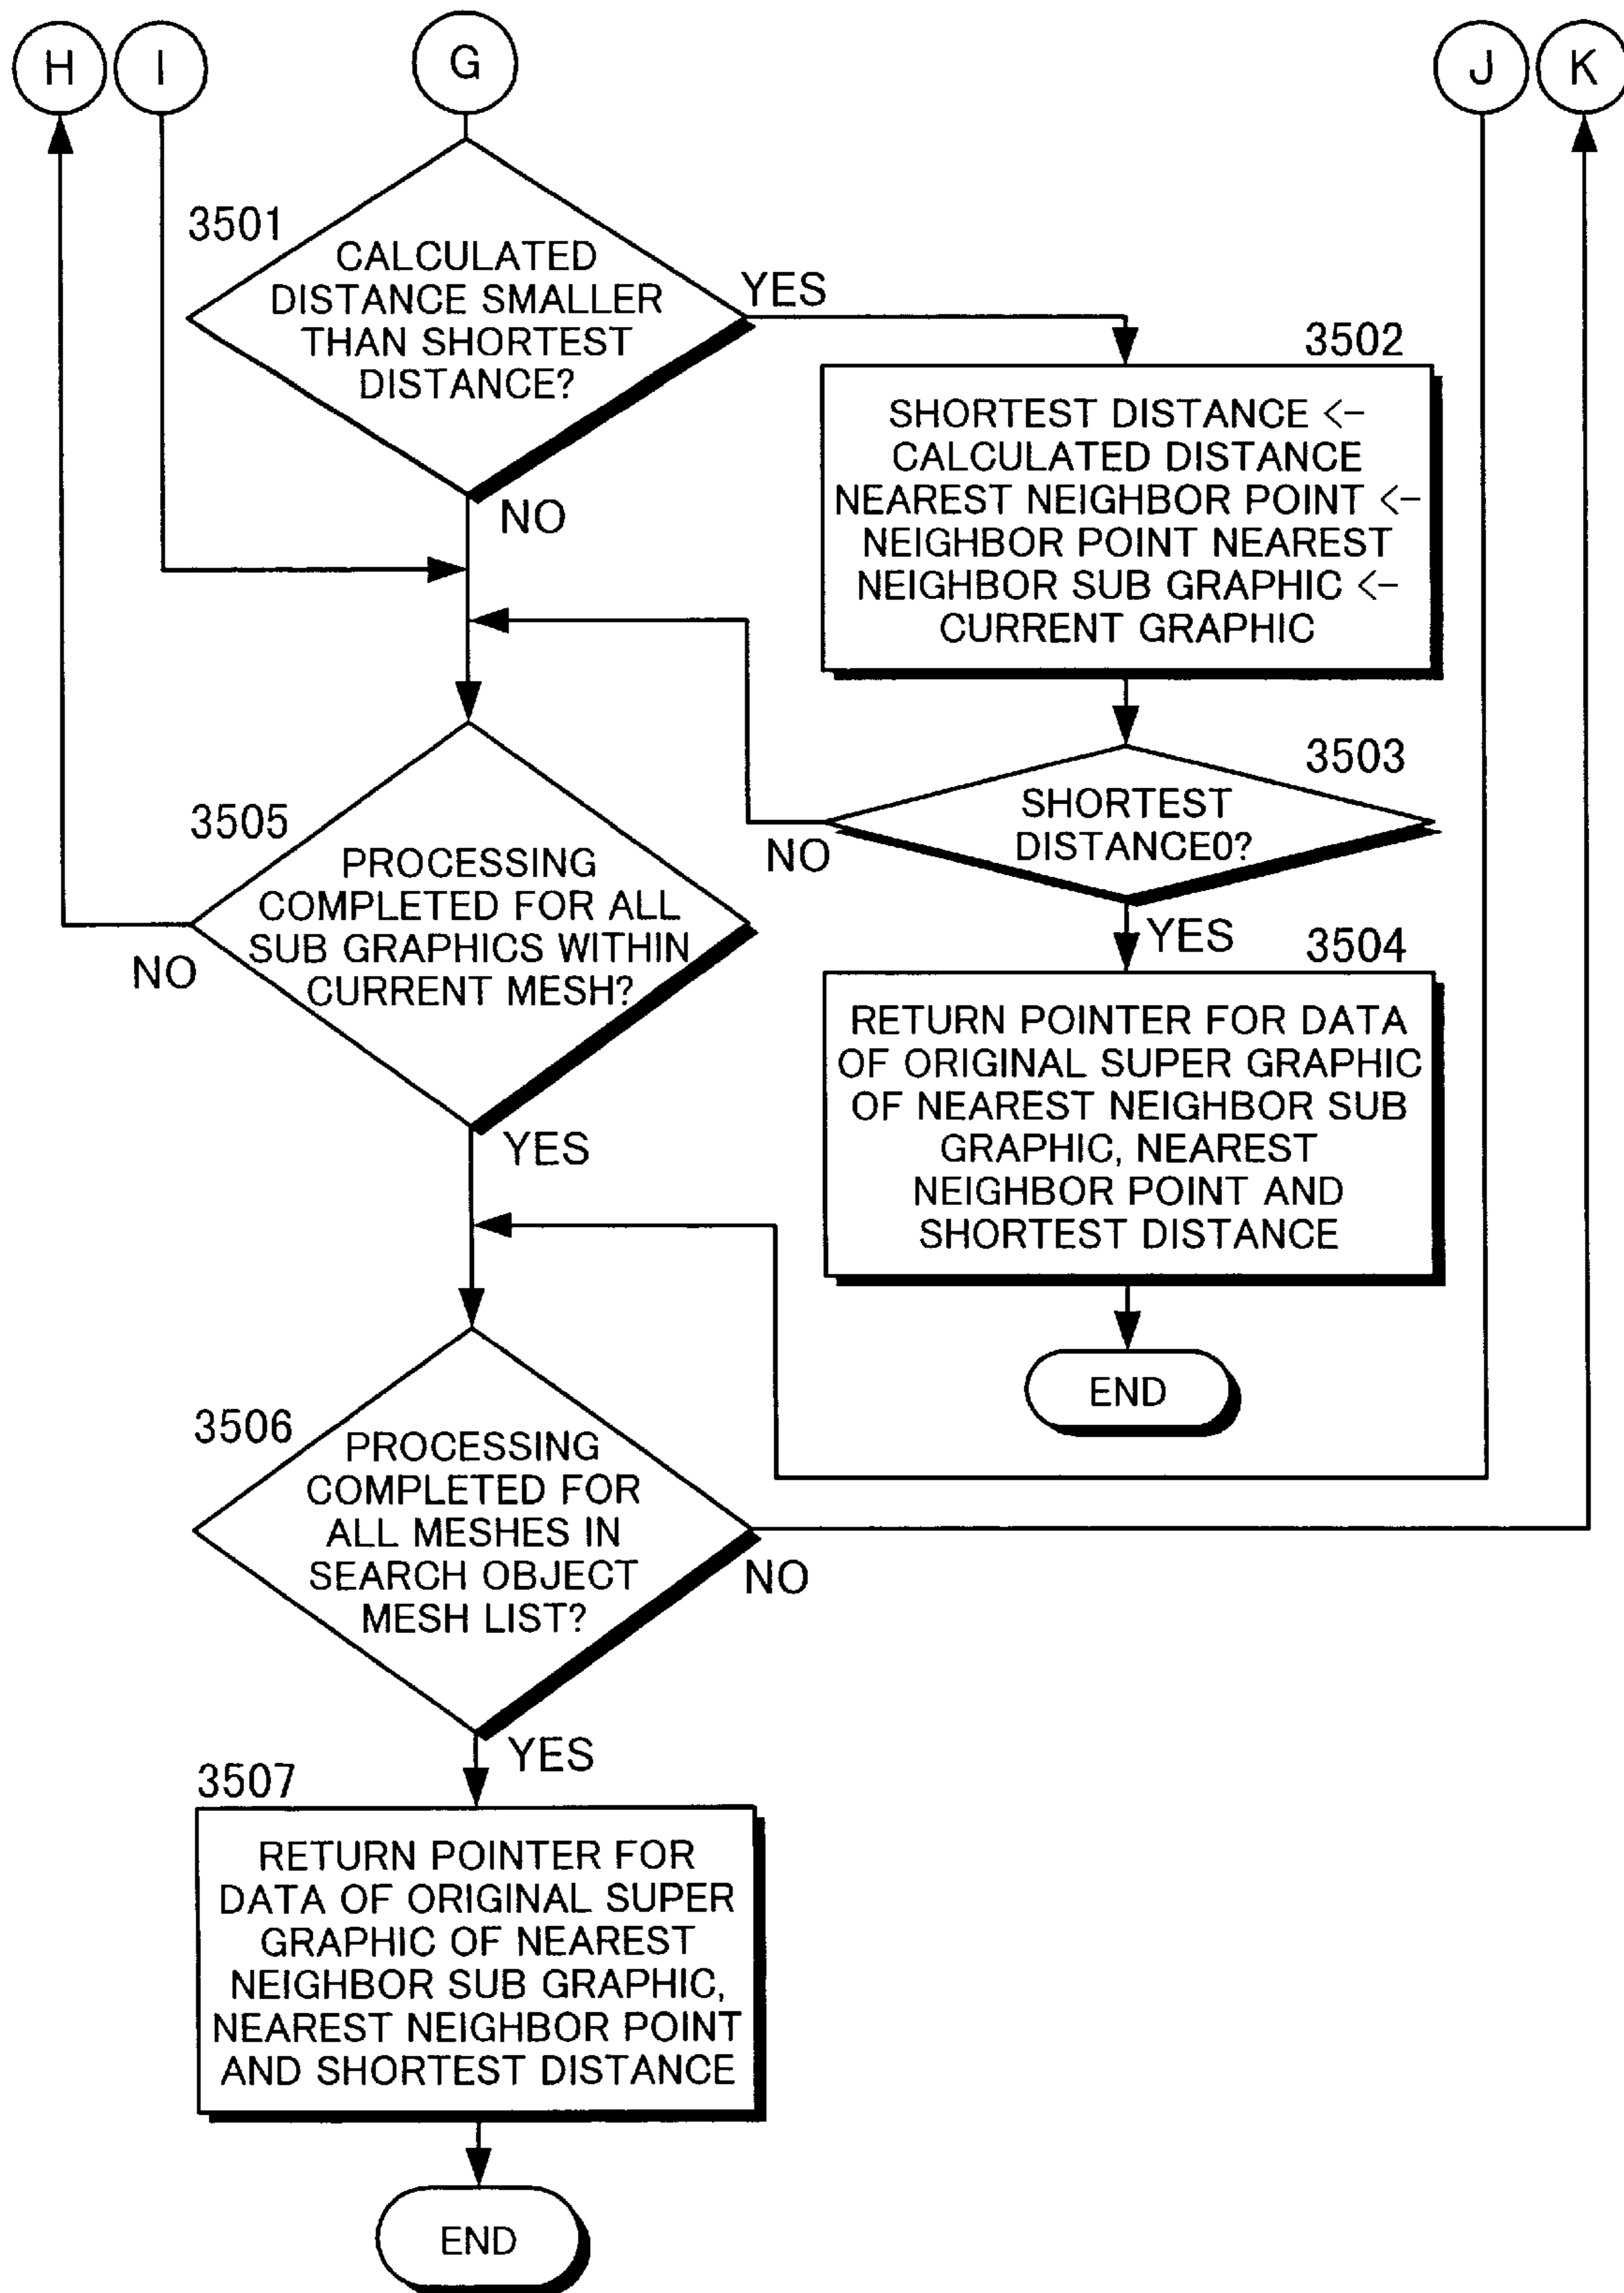 H
I
G
J
K
3501
CALCULATED
DISTANCE SMALLER
THAN SHORTEST
DISTANCE?
YES
NO
3502
SHORTEST DISTANCE <-
CALCULATED DISTANCE
NEAREST NEIGHBOR POINT <-
NEIGHBOR POINT NEAREST
NEIGHBOR SUB GRAPHIC <-
CURRENT GRAPHIC
3503
SHORTEST
DISTANCE0?
NO
YES
3504
RETURN POINTER FOR DATA
OF ORIGINAL SUPER GRAPHIC
OF NEAREST NEIGHBOR SUB
GRAPHIC, NEAREST
NEIGHBOR POINT AND
SHORTEST DISTANCE
END
3505
PROCESSING
COMPLETED FOR ALL
SUB GRAPHICS WITHIN
CURRENT MESH?
NO
YES
3506
PROCESSING
COMPLETED FOR
ALL MESHES IN
SEARCH OBJECT
MESH LIST?
NO
YES
3507
RETURN POINTER FOR
DATA OF ORIGINAL SUPER
GRAPHIC OF NEAREST
NEIGHBOR SUB GRAPHIC,
NEAREST NEIGHBOR POINT
AND SHORTEST DISTANCE
END